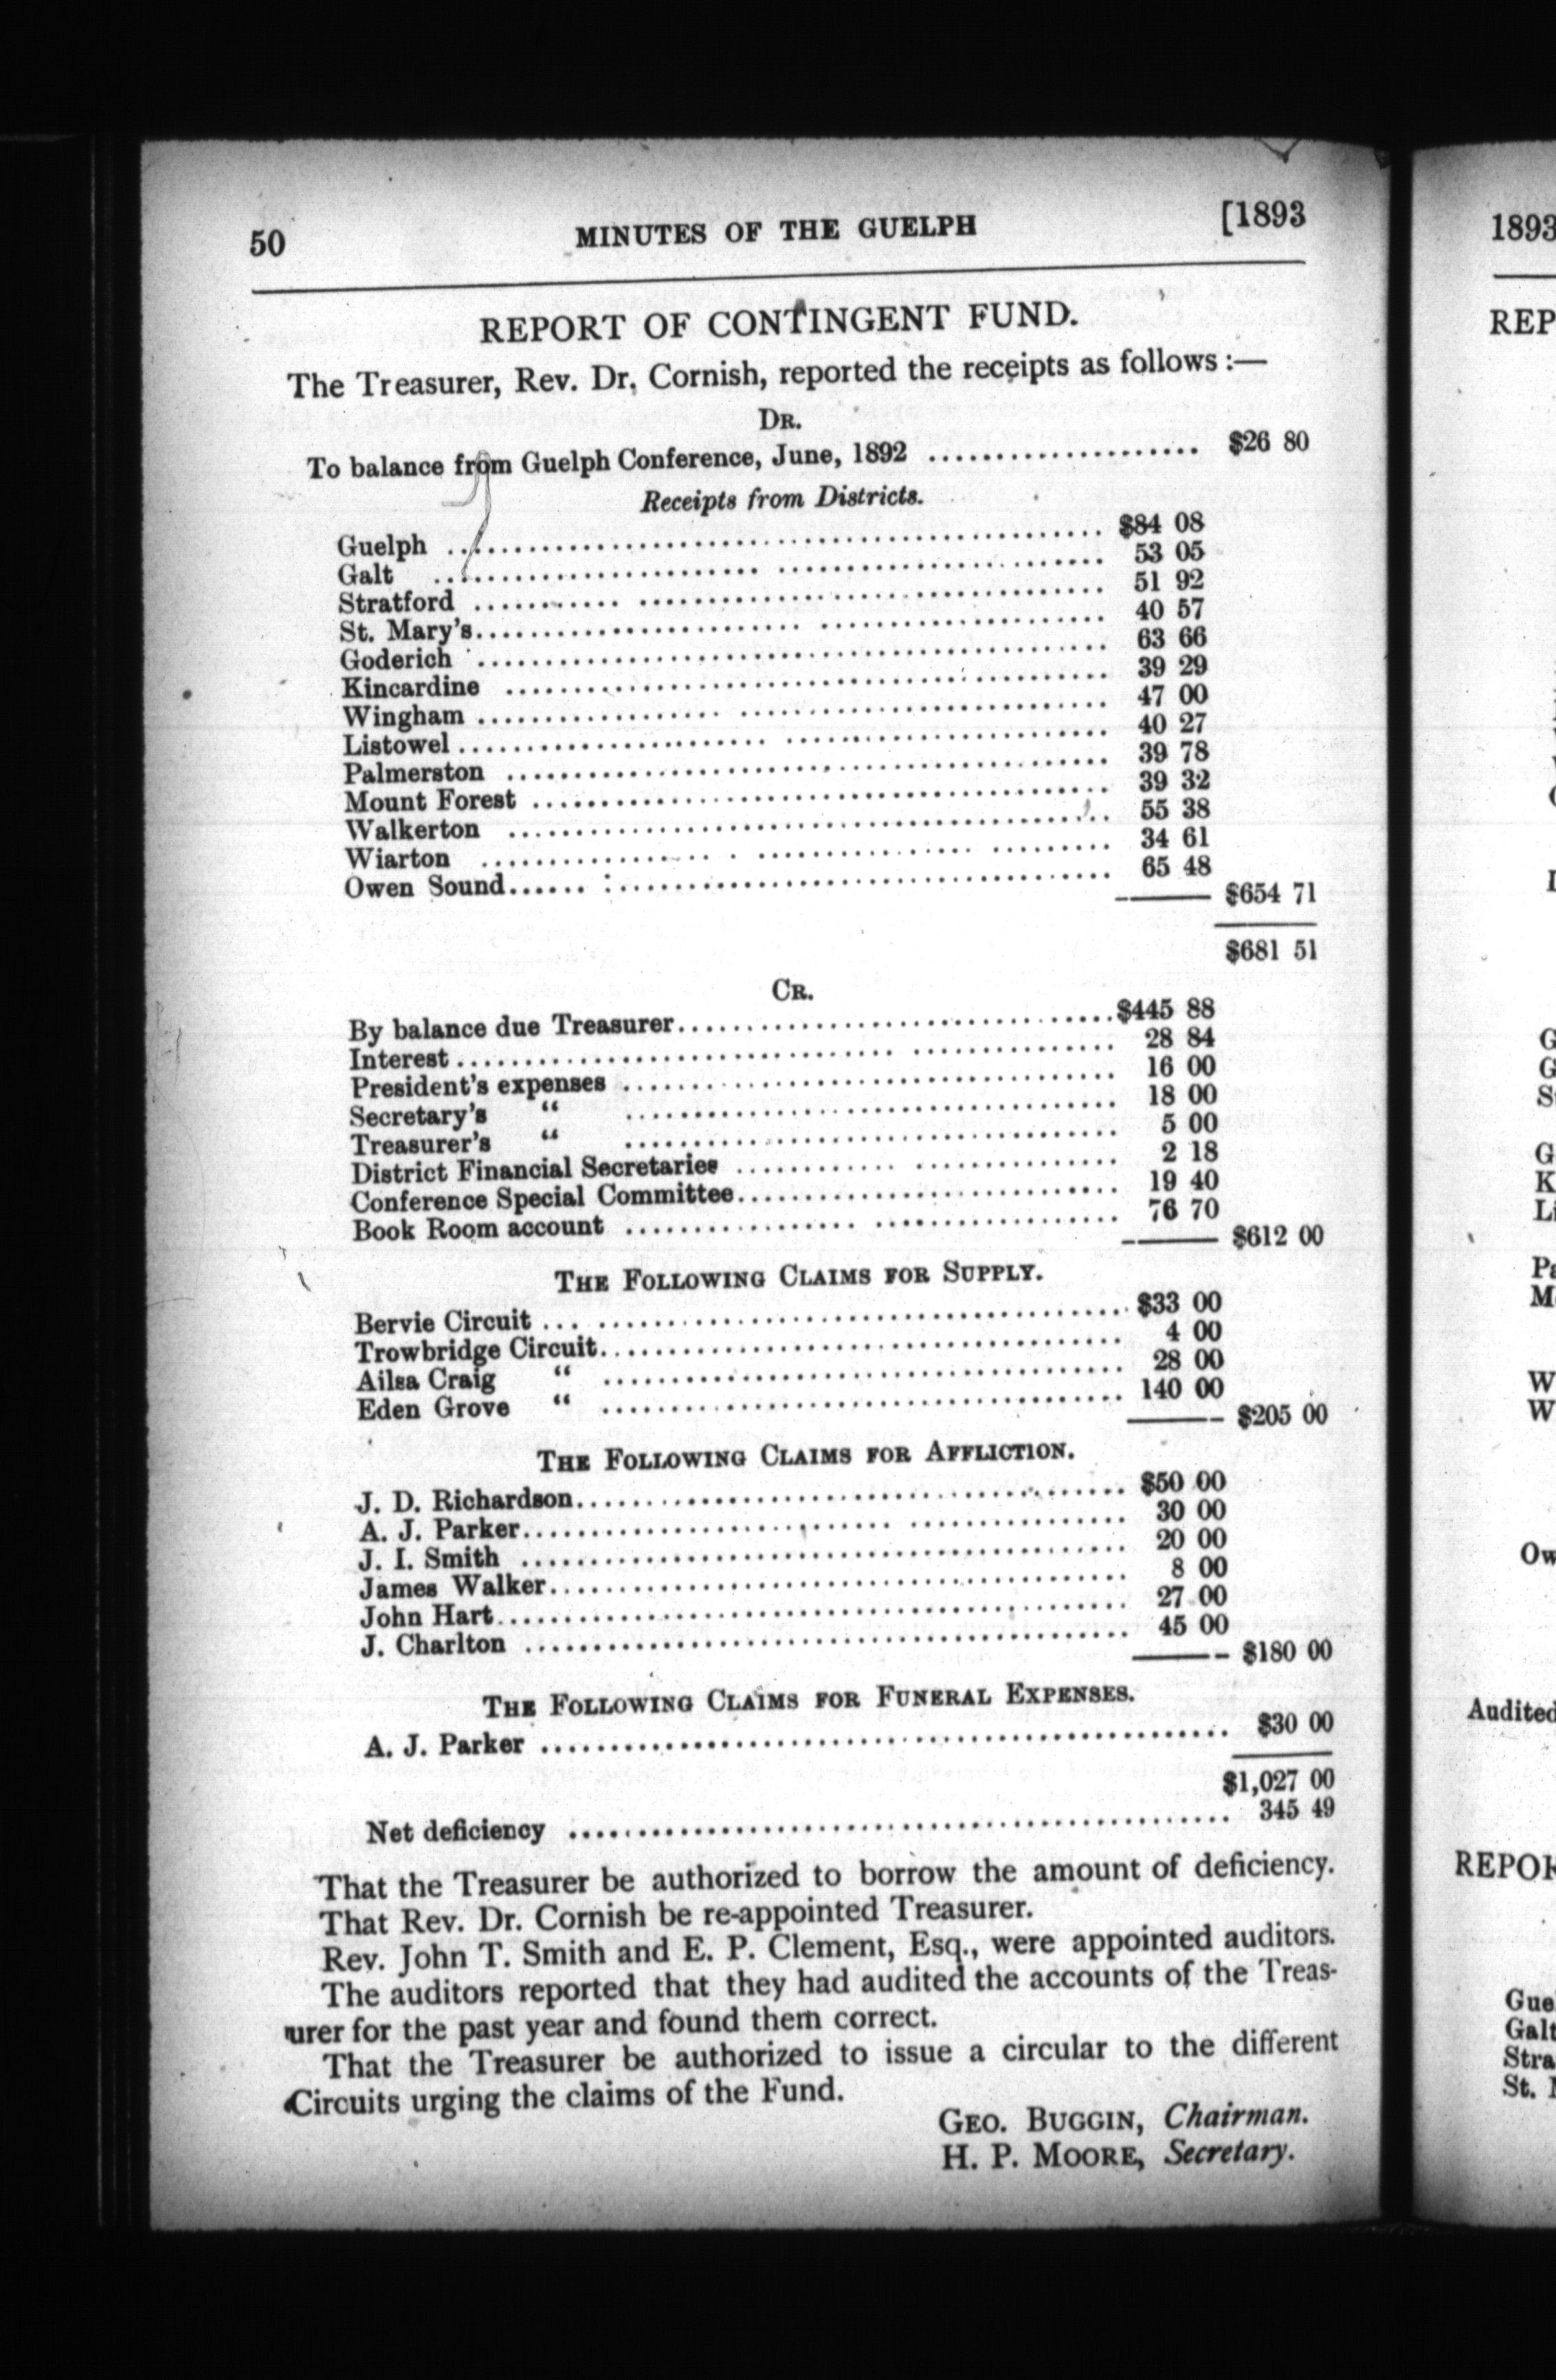 50 MINUTES OF THE GUELPH [1893
REPORT OF CONTINGENT FUND.
The Treasurer, Rev. Dr. Cornish, reported the receipts as follows :—
DR.
To balance from Guelph Conference, June, 1892 .................... $26 80
Receipts from Districts.
Guelph .................... $84 08
Galt .................... 53 05
Stratford .................... 51 92
St. Mary's.................... 40 57
Goderich .................... 63 66
Kincardine .................... 39 29
Wingham .................... 47 00
Listowel .................... 40 27
Palmerston .................... 39 78
Mount Forest .................... 39 32
Walkerton .................... 55 38
Wiarton .................... 34 61
Owen Sound.................... 65 48
—— $654 71
$681 51
CR.
By balance due Treasurer.................... $445 88
Interest .................... 28 84
President's expenses .................... 16 00
Secretary's " .................... 18 00
Treasurer's " .................... 5 00
District Financial Secretaries .................... 2 18
Conference Special Committee.................... 19 40
Book Room account .................... 76 70
—— $612 00
THE FOLLOWING CLAIMS FOR SUPPLY.
Bervie Circuit .................... $33 00
Trowbridge Circuit.................... 4 00
Ailsa Craig " .................... 28 00
Eden Grove " .................... 140 00
—— $205 00
THE FOLLOWING CLAIMS FOR AFFLICTION.
J. D. Richardson.................... $50 00
A. J. Parker.................... 30 00
J. I. Smith .................... 20 00
James Walker.................... 8 00
John Hart.................... 27 00
J. Charlton .................... 45 00
—— $180 00
THE FOLLOWING CLAIMS FOR FUNERAL EXPENSES.
A. J. Parker .................... $30 00
$1,027 00
Net deficiency .................... 345 49
That the Treasurer be authorized to borrow the amount of deficiency.
That Rev. Dr. Cornish be re-appointed Treasurer.
Rev. John T. Smith and E. P. Clement, Esq., were appointed auditors.
The auditors reported that they had audited the accounts of the Treas-
urer for the past year and found them correct.
That the Treasurer be authorized to issue a circular to the different
Circuits urging the claims of the Fund.
GEO. BUGGIN, Chairman.
H. P. MOORE, Secretary.
1893
REP
G
G
G
K
Li
M
W
W
Ow
Audited
Gue
Galt
Stra
St.